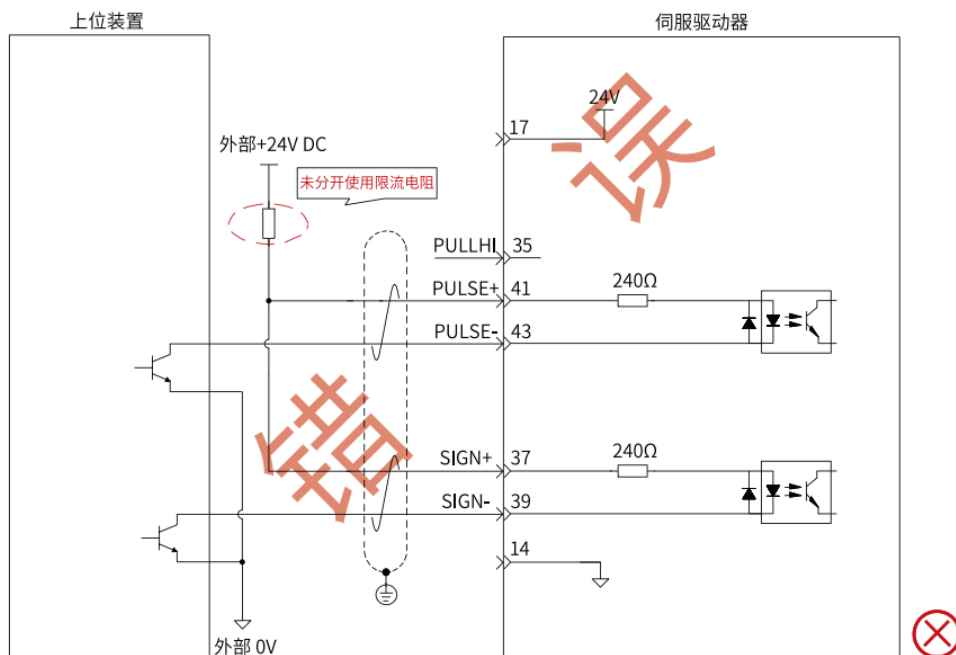 上位装置
伺服驱动器
24V
17
外部+24V DC
未分开使用限流电阻
PULLHI
35
PULSE+
41
240Ω
PULSE-
43
SIGN+
37
240Ω
SIGN-
39
14
外部 0V
错误